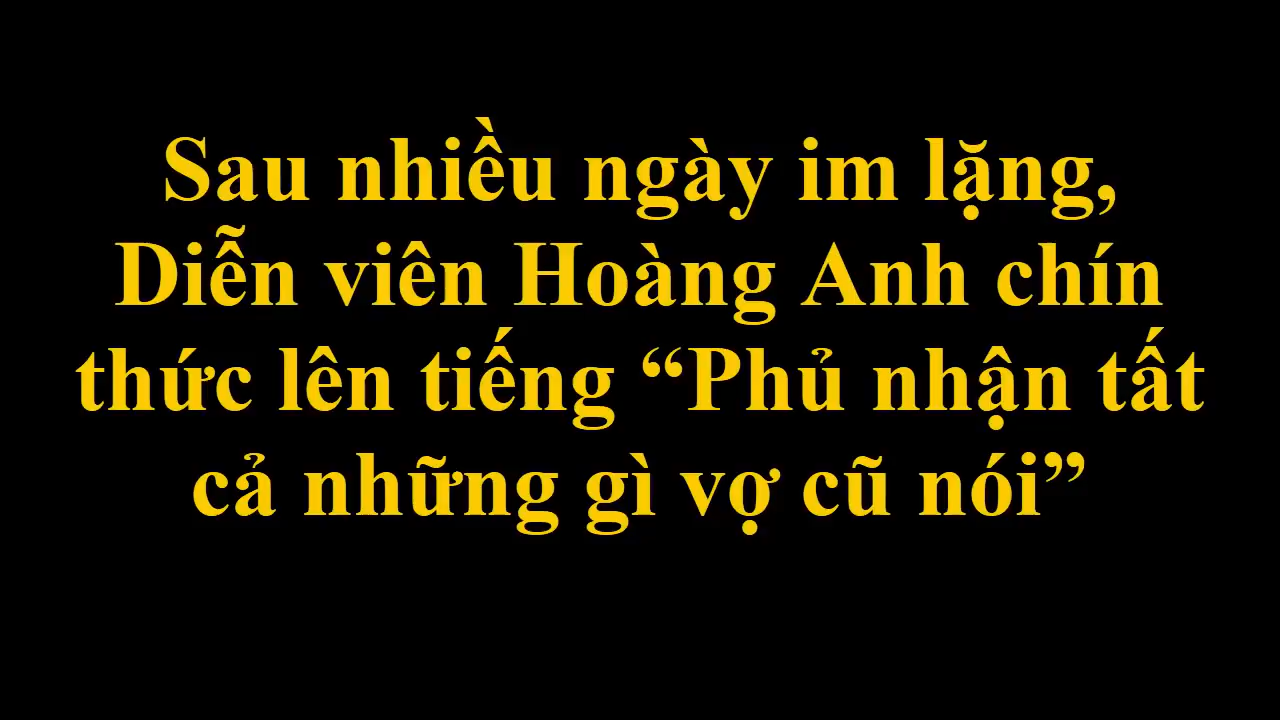 Sau nhiều ngày im lặng,
Diễn viên Hoàng Anh chín
thức lên tiếng “Phủ nhận tất
cả những gì vợ cũ nói”